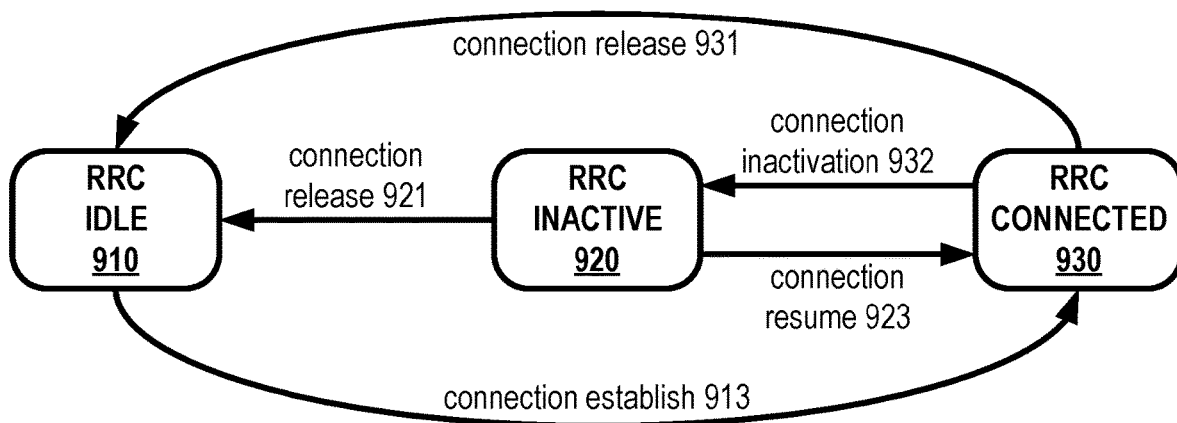 connection release 931
RRC
IDLE
910
connection
release 921
RRC
INACTIVE
920
connection
inactivation 932
connection
resume 923
RRC
CONNECTED
930
connection establish 913